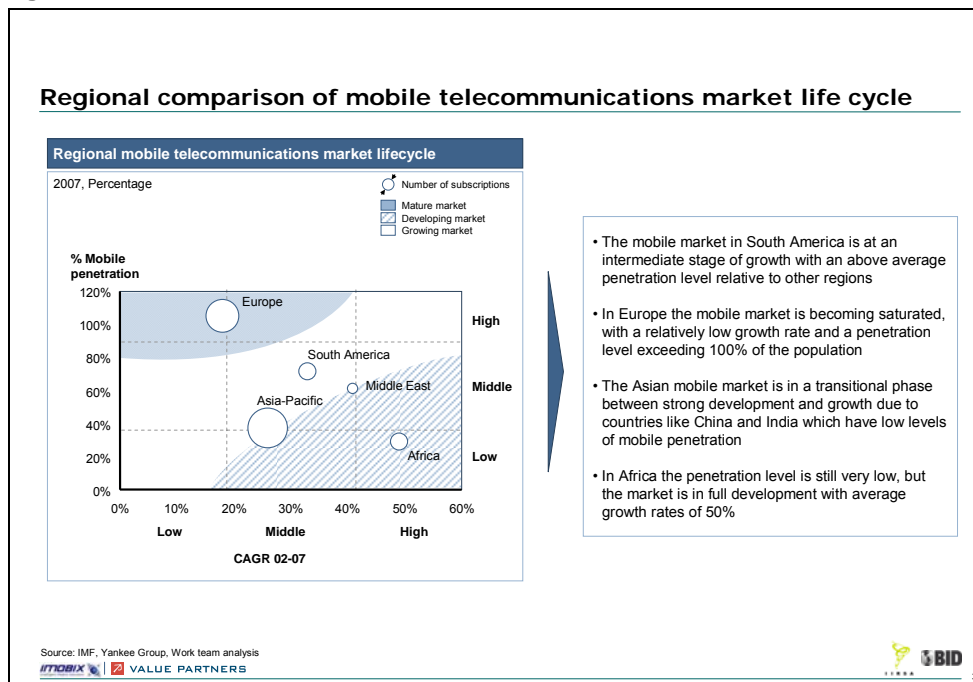 Regional comparison of mobile telecommunications market life cycle
Regional mobile telecommunications market lifecycle
2007, Percentage
Number of subscriptions
Mature market
Developing market
Growing market
% Mobile
penetration
120%
100%
80%
60%
40%
20%
0%
Europe
South America
Middle East
Asia-Pacific
Africa
High
Middle
Low
0% 10% 20% 30% 40% 50% 60%
Low Middle High
CAGR 02-07
• The mobile market in South America is at an
intermediate stage of growth with an above average
penetration level relative to other regions
• In Europe the mobile market is becoming saturated,
with a relatively low growth rate and a penetration
level exceeding 100% of the population
• The Asian mobile market is in a transitional phase
between strong development and growth due to
countries like China and India which have low levels
of mobile penetration
• In Africa the penetration level is still very low, but
the market is in full development with average
growth rates of 50%
Source: IMF, Yankee Group, Work team analysis
imobix
VALUE PARTNERS
IIRSA
BID